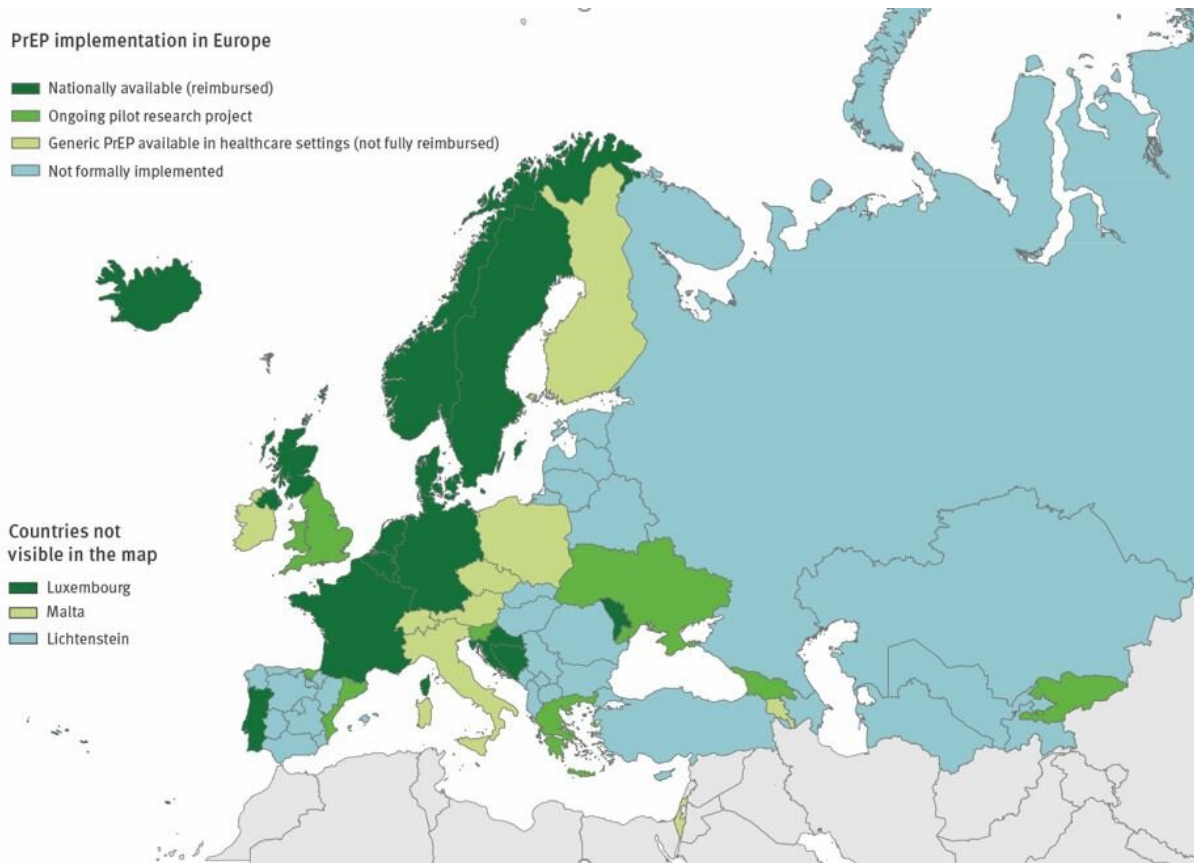 PrEP implementation in Europe
Nationally available (reimbursed)
Ongoing pilot research project
Generic PrEP available in healthcare settings (not fully reimbursed)
Not formally implemented
Countries not
visible in the map
Luxembourg
Malta
Lichtenstein